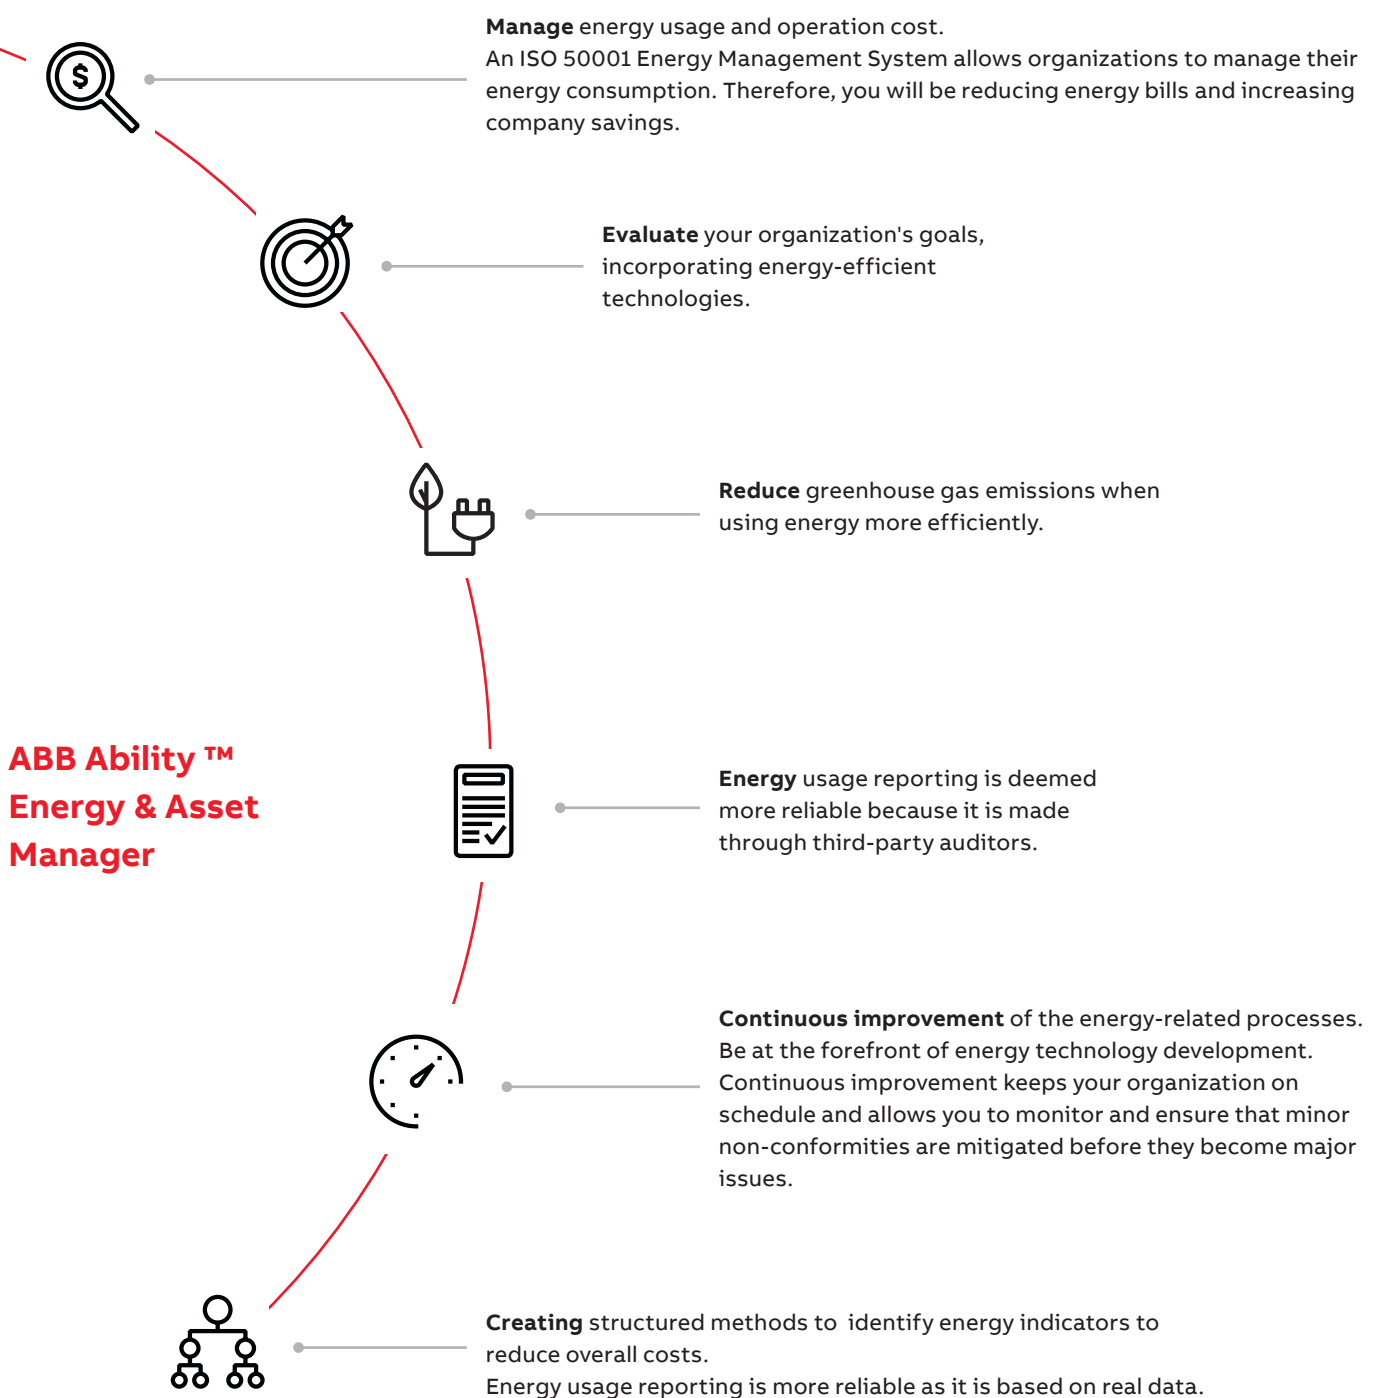 Manage energy usage and operation cost.
An ISO 50001 Energy Management System allows organizations to manage their
energy consumption. Therefore, you will be reducing energy bills and increasing
company savings.
$
Evaluate your organization's goals,
incorporating energy-efficient
technologies.
Reduce greenhouse gas emissions when
using energy more efficiently.
ABB Ability ™
Energy & Asset
Manager
Energy usage reporting is deemed
more reliable because it is made
through third-party auditors.
Continuous improvement of the energy-related processes.
Be at the forefront of energy technology development.
Continuous improvement keeps your organization on
schedule and allows you to monitor and ensure that minor
non-conformities are mitigated before they become major
issues.
Creating structured methods to  identify energy indicators to
reduce overall costs.
Energy usage reporting is more reliable as it is based on real data.